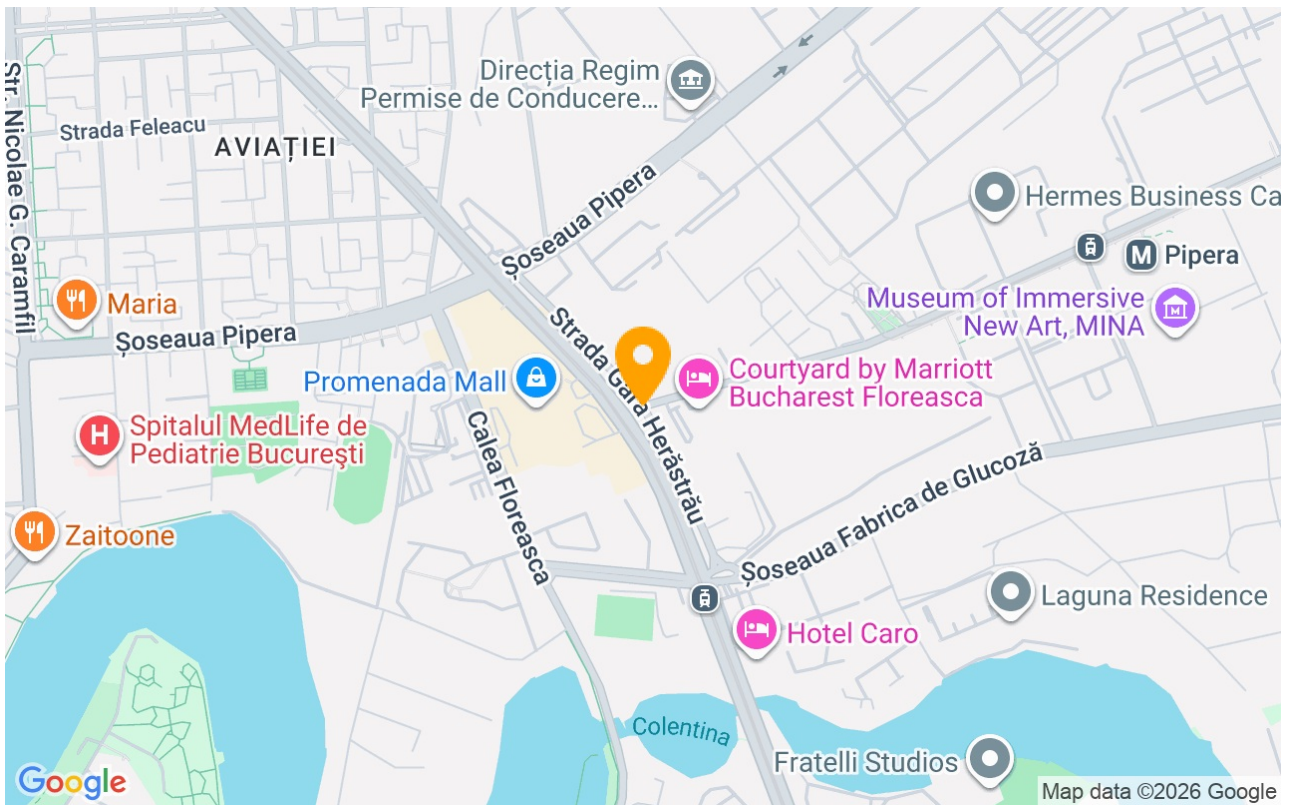 Direcția Regim
Permise de Conducere...
Str. Nicolae G. Caramfil
Strada Feleacu
AVIAȚIEI
Șoseaua Pipera
Hermes Business Ca
M Pipera
Maria
Șoseaua Pipera
Museum of Immersive
New Art, MINA
Strada Gara Herăstrău
Promenada Mall
Courtyard by Marriott
Bucharest Floreasca
H Spitalul MedLife de
Pediatrie București
Calea Floreasca
Șoseaua Fabrica de Glucoză
Zaitoone
Laguna Residence
Hotel Caro
Colentina
Fratelli Studios
Google
Map data ©2026 Google